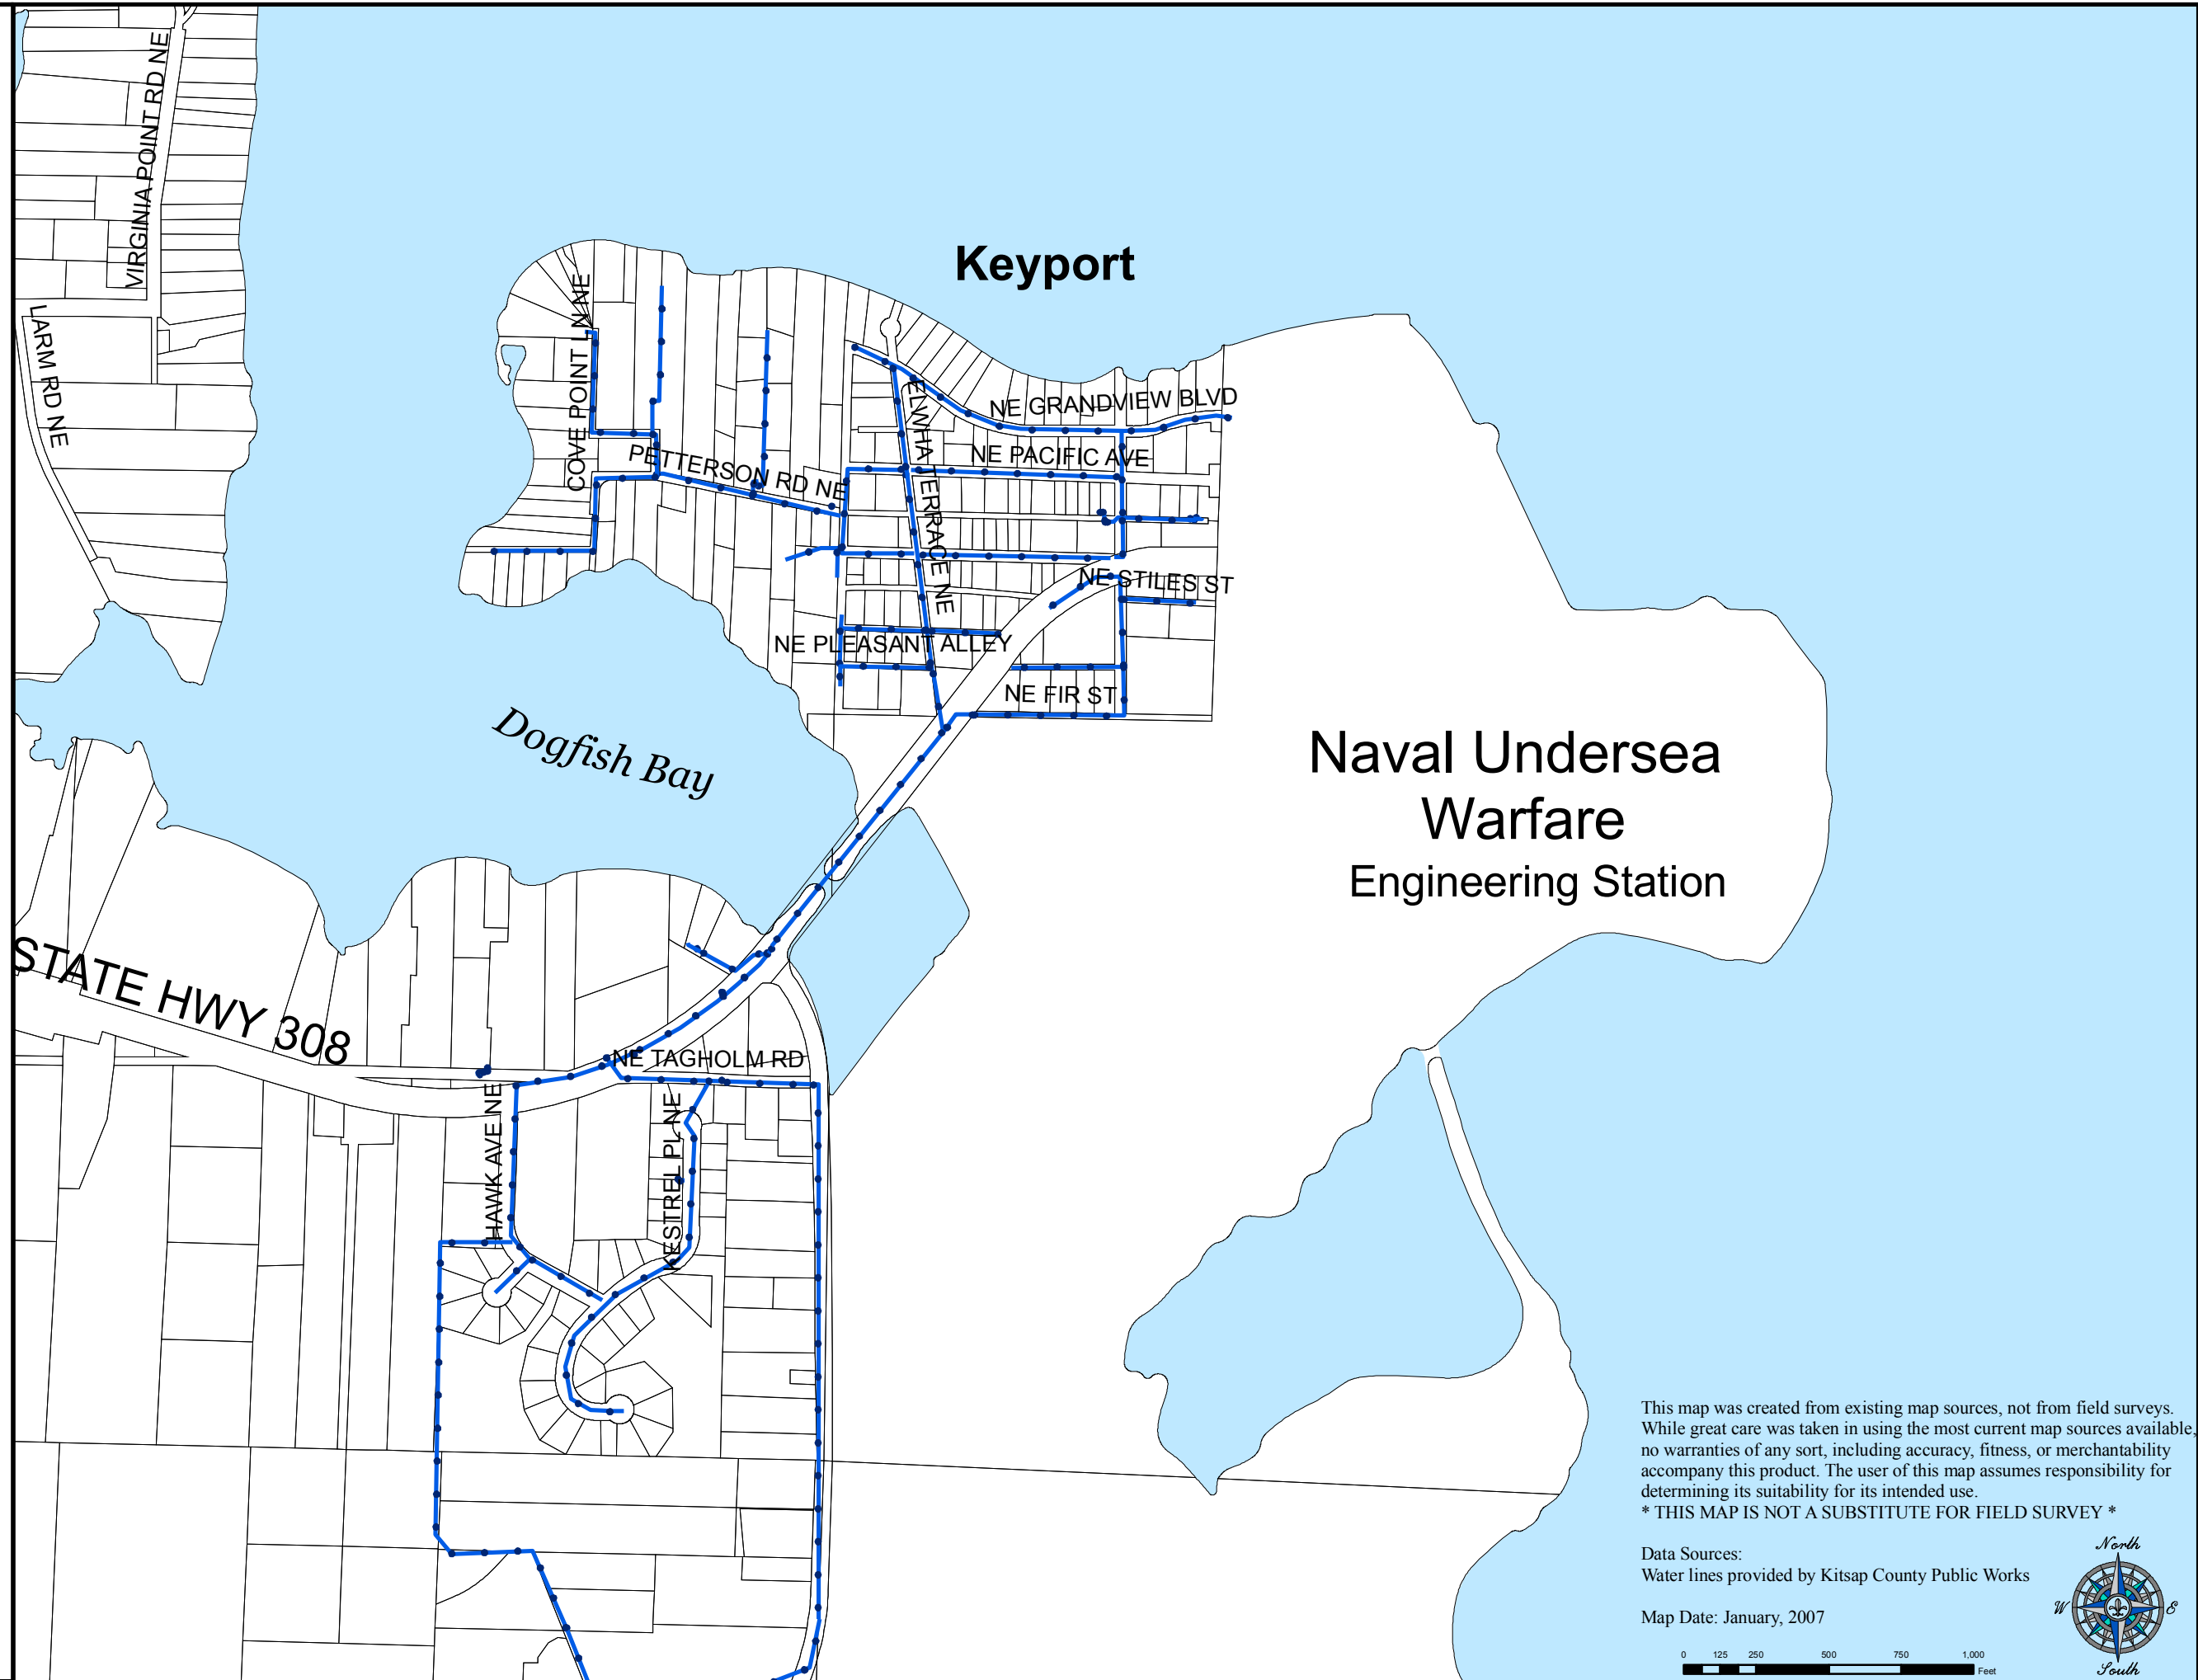 VIRGINIA POINT RD NE
LARM RD NE
Keyport
COVE POINT LN NE
PETTERSON RD NE
ELWHA TERRACE NE
NE GRANDVIEW BLVD
NE PACIFIC AVE
NE STILES ST
NE PLEASANT ALLEY
NE FIR ST
Dogfish Bay
Naval Undersea
Warfare
Engineering Station
STATE HWY 308
NE TAGHOLM RD
HAWK AVE NE
KESTREL PL NE
This map was created from existing map sources, not from field surveys.
While great care was taken in using the most current map sources available,
no warranties of any sort, including accuracy, fitness, or merchantability
accompany this product. The user of this map assumes responsibility for
determining its suitability for its intended use.
* THIS MAP IS NOT A SUBSTITUTE FOR FIELD SURVEY *
Data Sources:
Water lines provided by Kitsap County Public Works
Map Date: January, 2007
North
W E
South
0 125 250 500 750 1,000
Feet